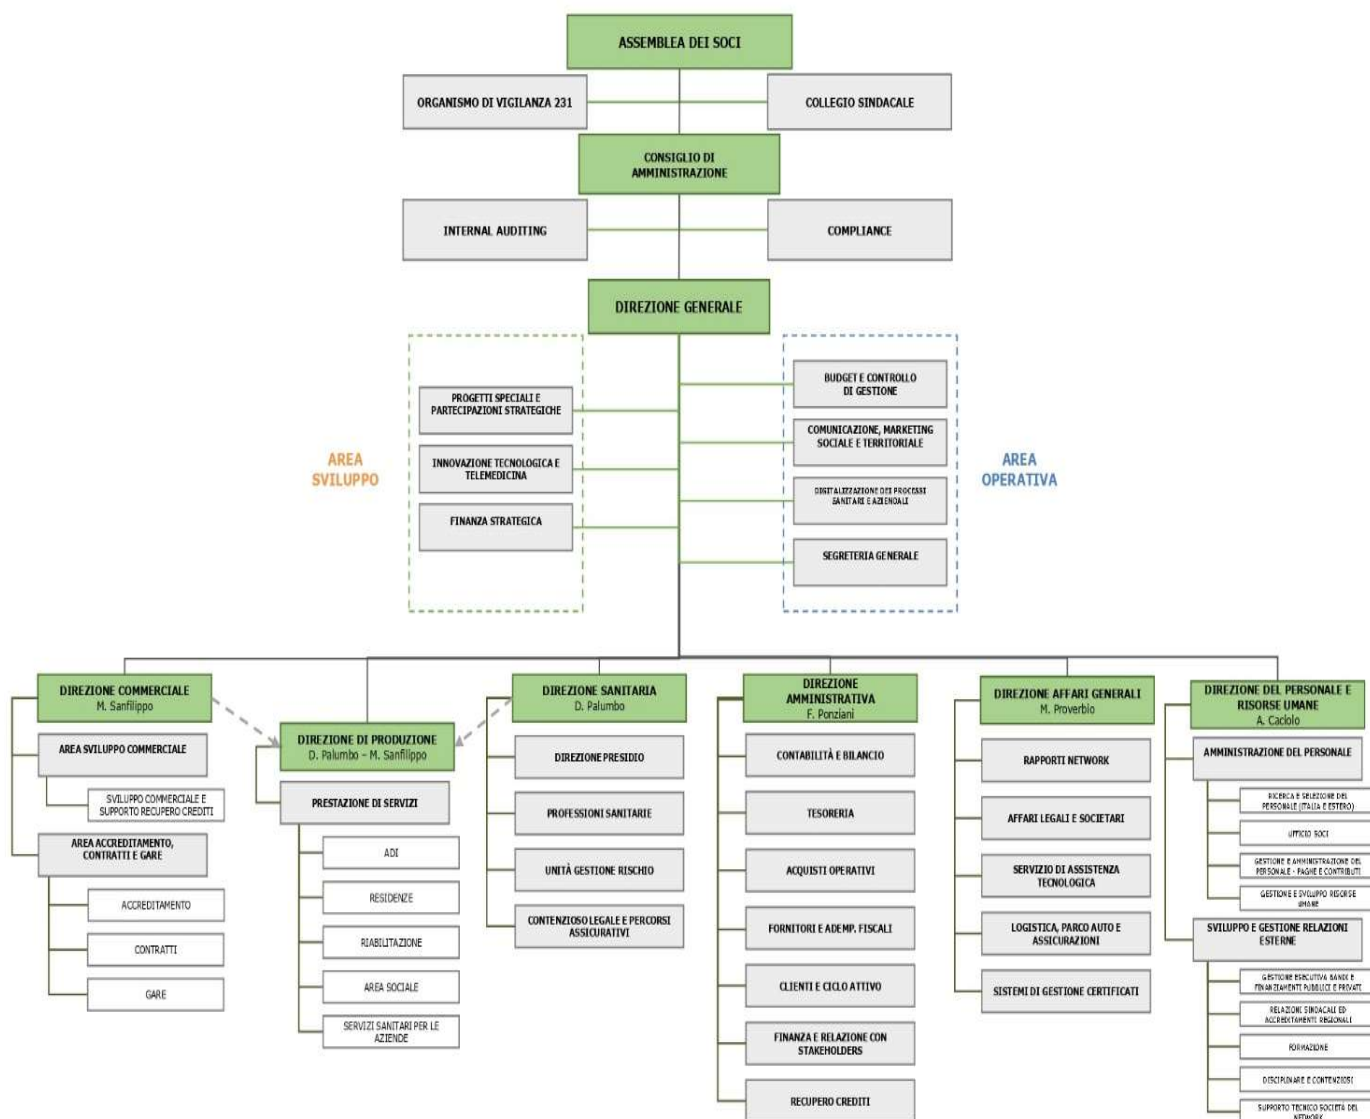 ASSEMBLEA DEI SOCI
ORGANISMO DI VIGILANZA 231
COLLEGIO SINDACALE
CONSIGLIO DI
AMMINISTRAZIONE
INTERNAL AUDITING
COMPLIANCE
DIREZIONE GENERALE
AREA
SVILUPPO
PROGETTI SPECIALI E
PARTECIPAZIONI STRATEGICHE
INNOVAZIONE TECNOLOGICA E
TELEMEDICINA
FINANZA STRATEGICA
BUDGET E CONTROLLO
DI GESTIONE
COMUNICAZIONE, MARKETING
SOCIALE E TERRITORIALE
DIGITALIZZAZIONE DEI PROCESSI
SANITARI E AZIENDALI
SEGRETERIA GENERALE
AREA
OPERATIVA
DIREZIONE COMMERCIALE
M. Sanfilippo
AREA SVILUPPO COMMERCIALE
SVILUPPO COMMERCIALE E
SUPPORTO RECUPERO CREDITI
AREA ACCREDITAMENTO,
CONTRATTI E GARE
ACCREDITAMENTO
CONTRATTI
GARE
DIREZIONE DI PRODUZIONE
D. Palumbo – M. Sanfilippo
PRESTAZIONE DI SERVIZI
ADI
RESIDENZE
RIABILITAZIONE
AREA SOCIALE
SERVIZI SANITARI PER LE
AZIENDE
DIREZIONE SANITARIA
D. Palumbo
DIREZIONE PRESIDIO
PROFESSIONI SANITARIE
UNITÀ GESTIONE RISCHIO
CONTENZIOSO LEGALE E PERCORSI
ASSICURATIVI
DIREZIONE
AMMINISTRATIVA
F. Ponziani
CONTABILITÀ E BILANCIO
TESORERIA
ACQUISTI OPERATIVI
FORNITORI E ADEMP. FISCALI
CLIENTI E CICLO ATTIVO
FINANZA E RELAZIONE CON
STAKEHOLDERS
RECUPERO CREDITI
DIREZIONE AFFARI GENERALI
M. Proverbio
RAPPORTI NETWORK
AFFARI LEGALI E SOCIETARI
SERVIZIO DI ASSISTENZA
TECNOLOGICA
LOGISTICA, PARCO AUTO E
ASSICURAZIONI
SISTEMI DI GESTIONE CERTIFICATI
DIREZIONE DEL PERSONALE E
RISORSE UMANE
A. Caciolo
AMMINISTRAZIONE DEL PERSONALE
RICERCA E SELEZIONE DEL
PERSONALE (ITALIA E ESTERO)
UFFICIO SOCI
GESTIONE E AMMINISTRAZIONE DEL
PERSONALE - PAGHE E CONTRIBUTI
GESTIONE E SVILUPPO RISORSE
UMANE
SVILUPPO E GESTIONE RELAZIONI
ESTERNE
GESTIONE ESECUTIVA BANDI E
FINANZIAMENTI PUBBLICI E PRIVATI
RELAZIONI SINDACALI ED
ACCREDITAMENTI REGIONALI
FORMAZIONE
DISCIPLINARE E CONTENZIOSI
SUPPORTO TECNICO SOCIETÀ DEL
NETWORK